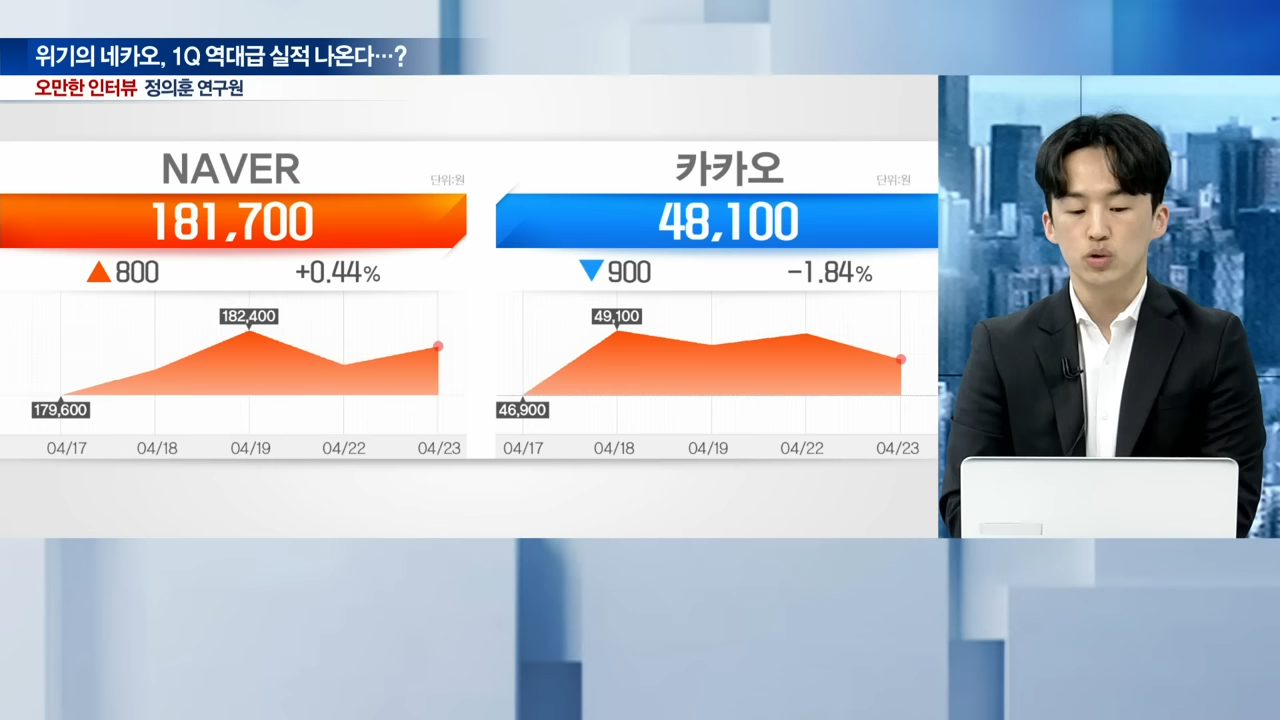 위기의 네카오, 1Q 역대급 실적 나온다…?
오만한 인터뷰 정의훈 연구원
NAVER
단위:원
181,700
▲800 +0.44%
182,400
179,600
04/17 04/18 04/19 04/22 04/23
카카오
단위:원
48,100
▼900 -1.84%
49,100
46,900
04/17 04/18 04/19 04/22 04/23